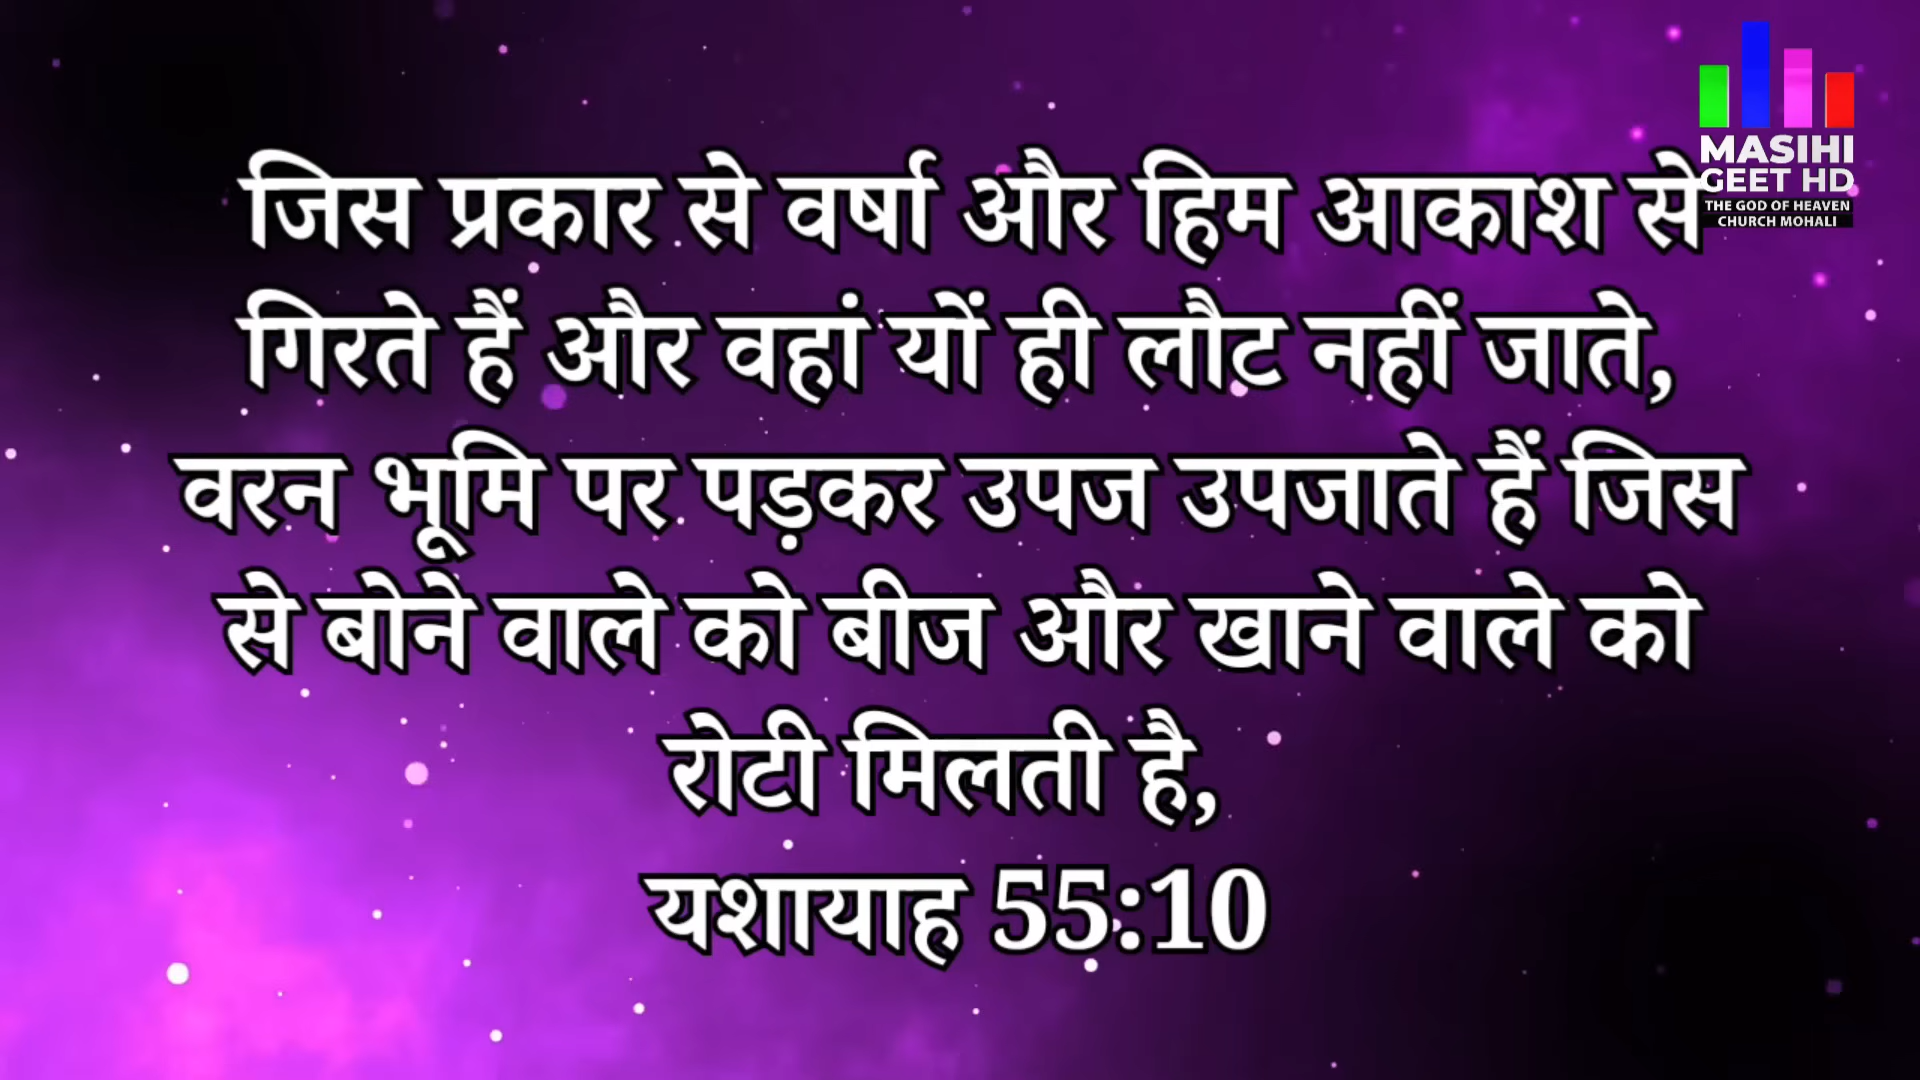 MASIHI
GEET HD
THE GOD OF HEAVEN
CHURCH MOHALI
जिस प्रकार से वर्षा और हिम आकाश से
गिरते हैं और वहां यों ही लौट नहीं जाते,
वरन भूमि पर पड़कर उपज उपजाते हैं जिस
से बोने वाले को बीज और खाने वाले को
रोटी मिलती है,
यशायाह 55:10